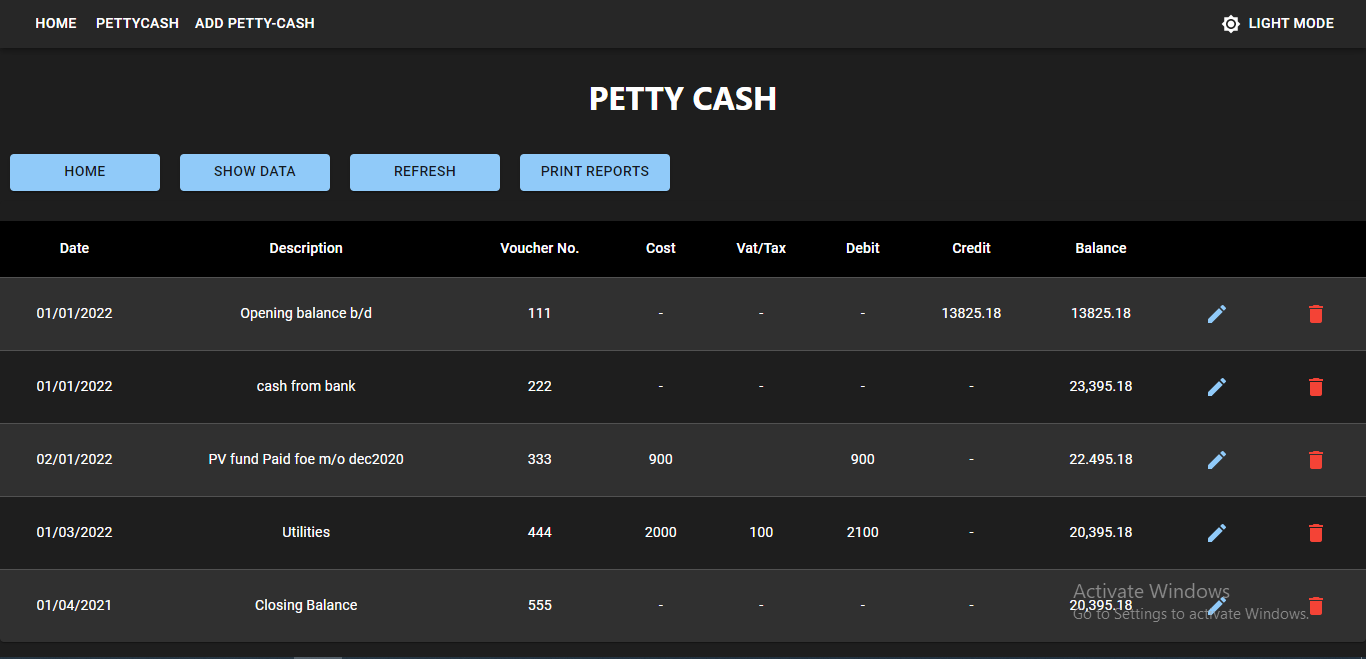 HOME PETTYCASH ADD PETTY-CASH LIGHT MODE
PETTY CASH
HOME SHOW DATA REFRESH PRINT REPORTS
Date Description Voucher No. Cost Vat/Tax Debit Credit Balance
01/01/2022 Opening balance b/d 111 - - - 13825.18 13825.18
01/01/2022 cash from bank 222 - - - - 23,395.18
02/01/2022 PV fund Paid foe m/o dec2020 333 900 900 - 22.495.18
01/03/2022 Utilities 444 2000 100 2100 - 20,395.18
Activate Windows
01/04/2021 Closing Balance 555 - - - - 20,395.18
Go to Settings to activate Windows.